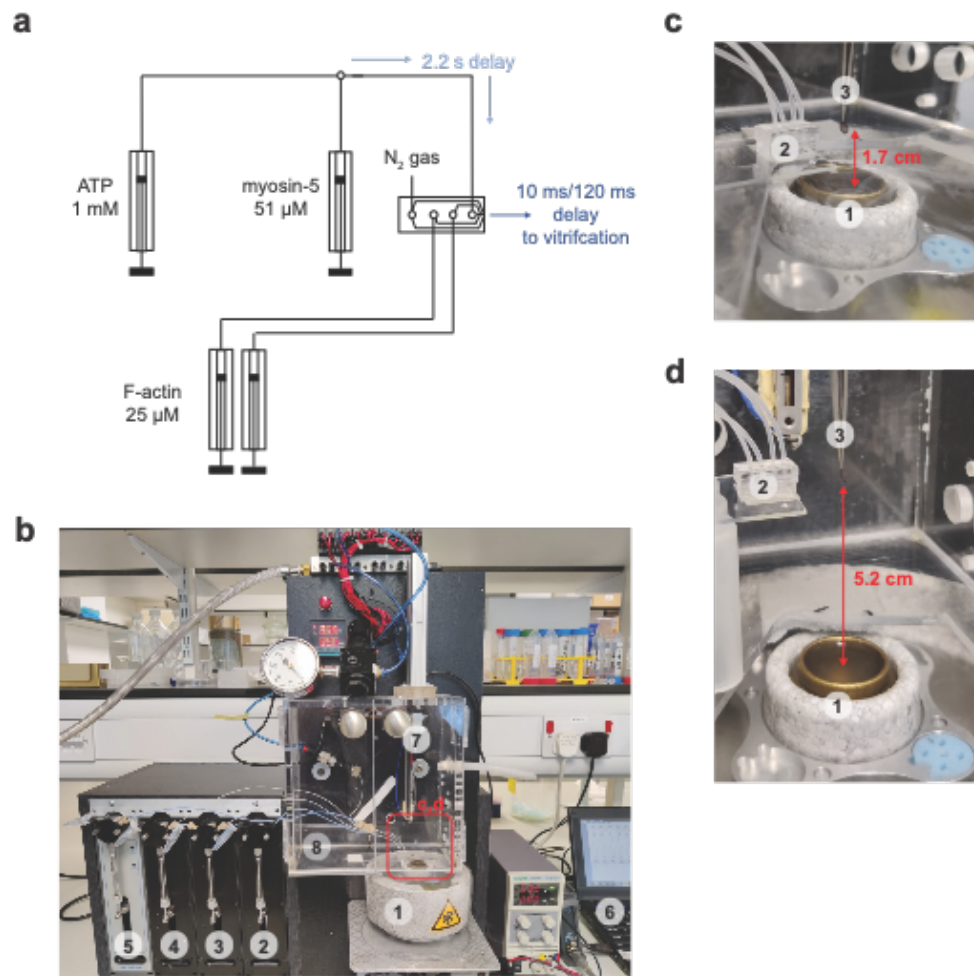 a
2.2 s delay
ATP
1 mM
myosin-5
51 µM
N₂ gas
10 ms/120 ms
delay
to vitrifcation
F-actin
25 µM
b
7
c,d
8
1
5
4
3
2
6
c
3
2
1.7 cm
1
d
3
2
5.2 cm
1